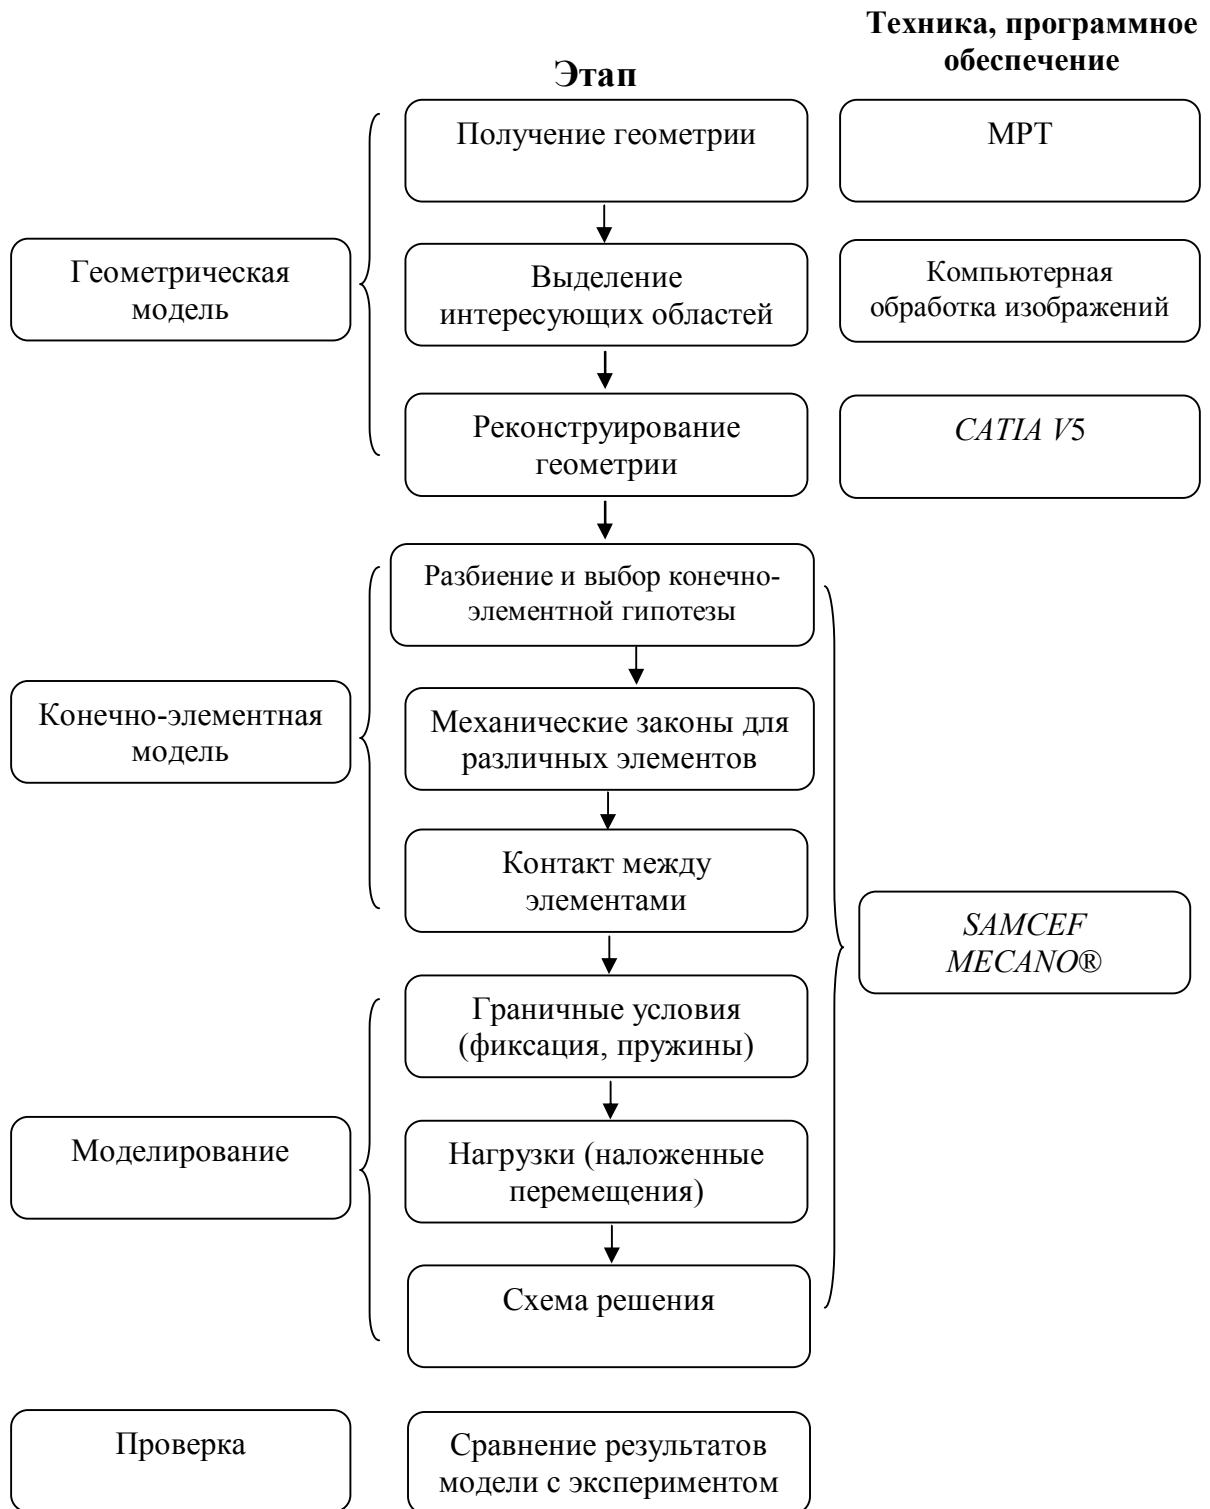 Техника, программное
обеспечение
Этап
Получение геометрии
МРТ
Геометрическая
модель
Выделение
интересующих областей
Компьютерная
обработка изображений
Реконструирование
геометрии
CATIA V5
Разбиение и выбор конечно-
элементной гипотезы
Конечно-элементная
модель
Механические законы для
различных элементов
Контакт между
элементами
SAMCEF
MECANO®
Граничные условия
(фиксация, пружины)
Моделирование
Нагрузки (наложенные
перемещения)
Схема решения
Проверка
Сравнение результатов
модели с экспериментом